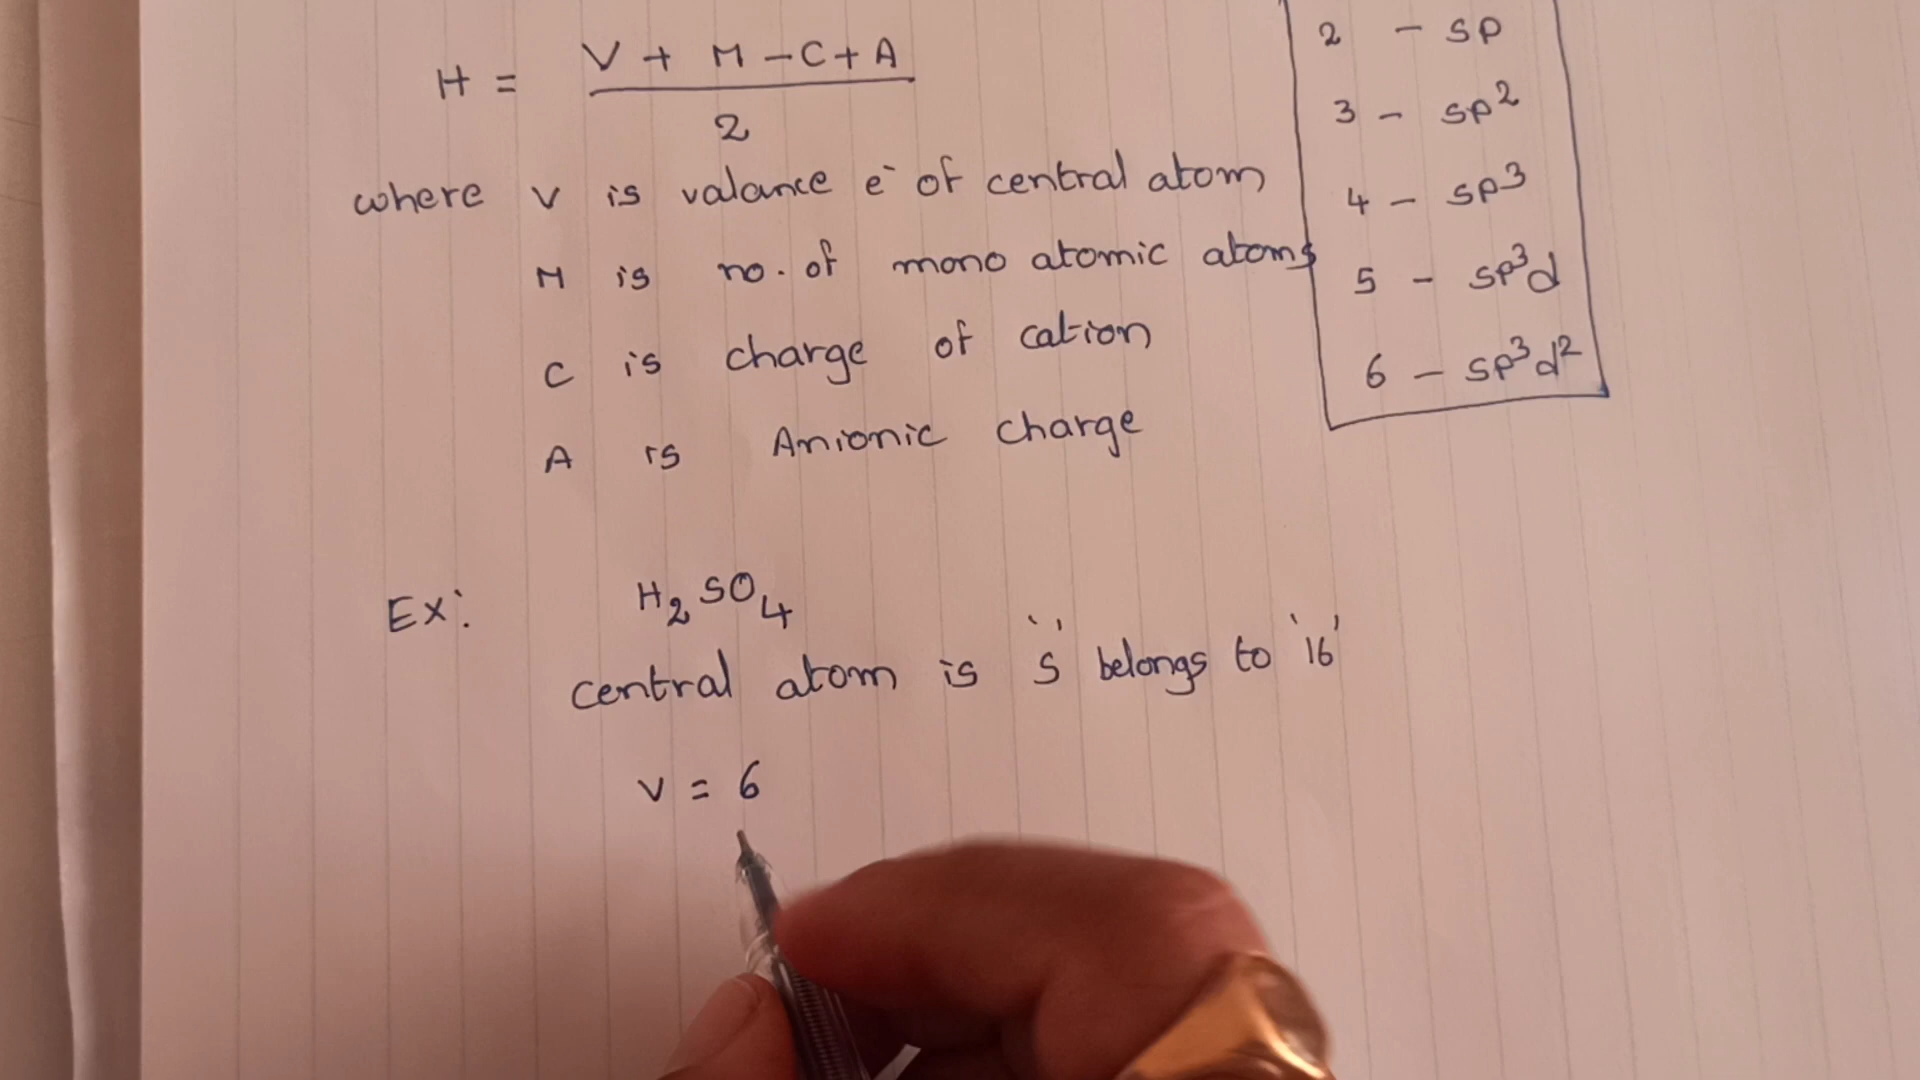 H = V + M - C + A
2
where V is valance e⁻ of central atom
M is no. of mono atomic atoms
C is charge of cation
A is Anionic charge
2 - sp
3 - sp²
4 - sp³
5 - sp³d
6 - sp³d²
Ex: H₂SO₄
central atom is 'S' belongs to '16'
V = 6